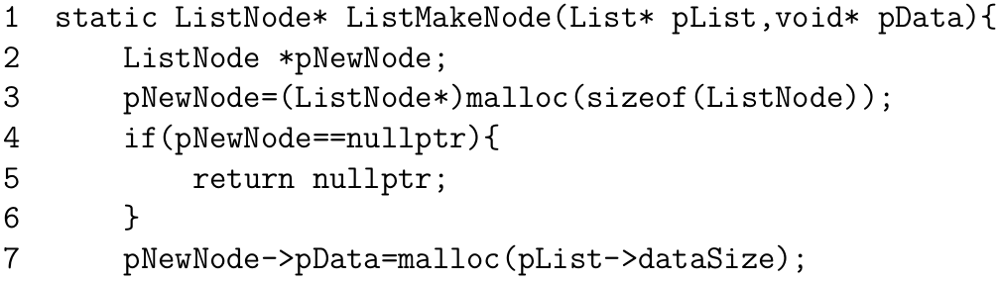 1 static ListNode* ListMakeNode(List* pList,void* pData){
2     ListNode *pNewNode;
3     pNewNode=(ListNode*)malloc(sizeof(ListNode));
4     if(pNewNode==nullptr){
5         return nullptr;
6     }
7     pNewNode->pData=malloc(pList->dataSize);